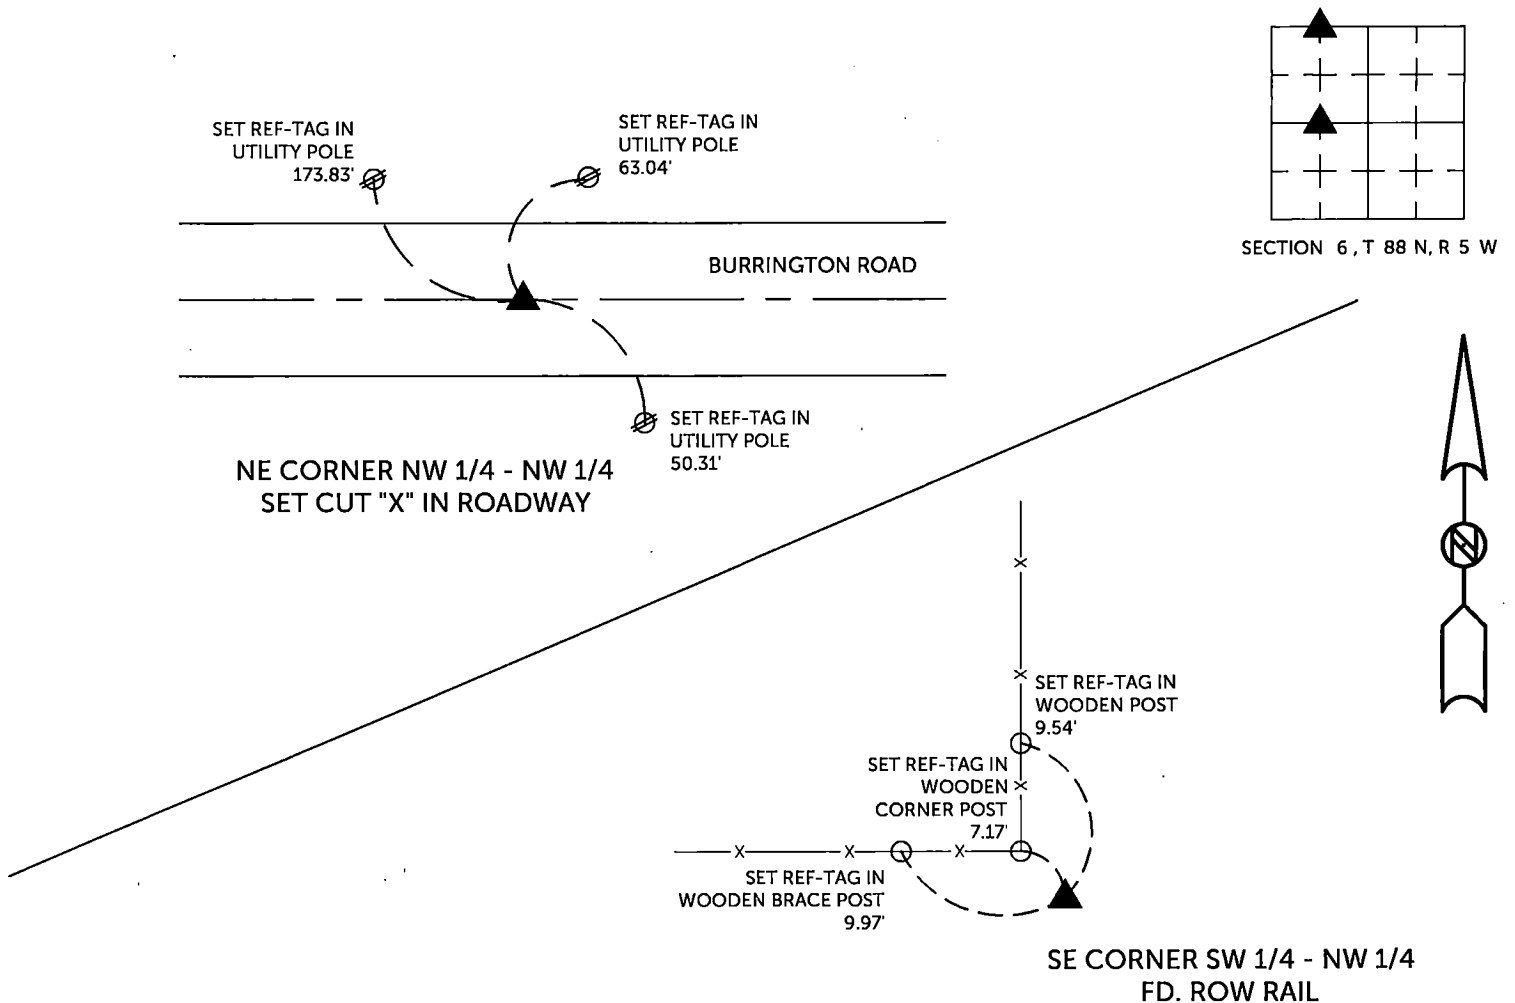 SET REF-TAG IN
UTILITY POLE
173.83'
SET REF-TAG IN
UTILITY POLE
63.04'
BURRINGTON ROAD
SECTION 6, T 88 N, R 5 W
SET REF-TAG IN
UTILITY POLE
50.31'
NE CORNER NW 1/4 - NW 1/4
SET CUT "X" IN ROADWAY
N
SET REF-TAG IN
WOODEN POST
9.54'
SET REF-TAG IN
WOODEN
CORNER POST
7.17'
SET REF-TAG IN
WOODEN BRACE POST
9.97'
SE CORNER SW 1/4 - NW 1/4
FD. ROW RAIL